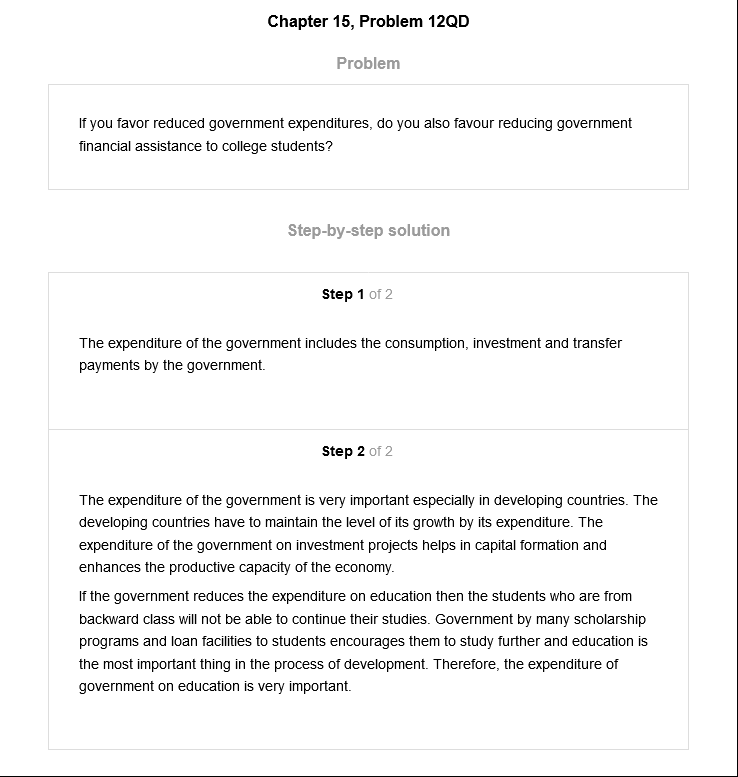 Chapter 15, Problem 12QD
Problem
If you favor reduced government expenditures, do you also favour reducing government
financial assistance to college students?
Step-by-step solution
Step 1 of 2
The expenditure of the government includes the consumption, investment and transfer
payments by the government.
Step 2 of 2
The expenditure of the government is very important especially in developing countries. The
developing countries have to maintain the level of its growth by its expenditure. The
expenditure of the government on investment projects helps in capital formation and
enhances the productive capacity of the economy.
If the government reduces the expenditure on education then the students who are from
backward class will not be able to continue their studies. Government by many scholarship
programs and loan facilities to students encourages them to study further and education is
the most important thing in the process of development. Therefore, the expenditure of
government on education is very important.